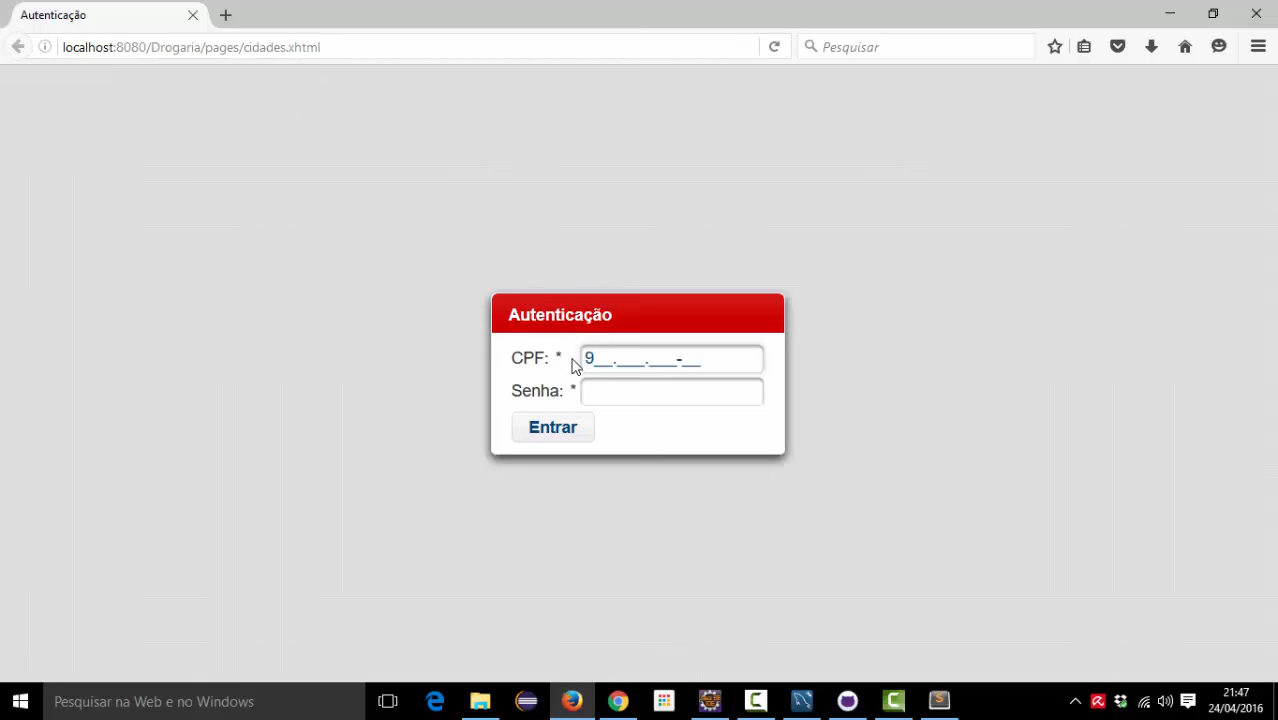 Autenticação
localhost:8080/Drogaria/pages/cidades.xhtml
Pesquisar
Autenticação
CPF: * 9__.___.___-__
Senha: *
Entrar
Pesquisar na Web e no Windows
21:47
24/04/2016